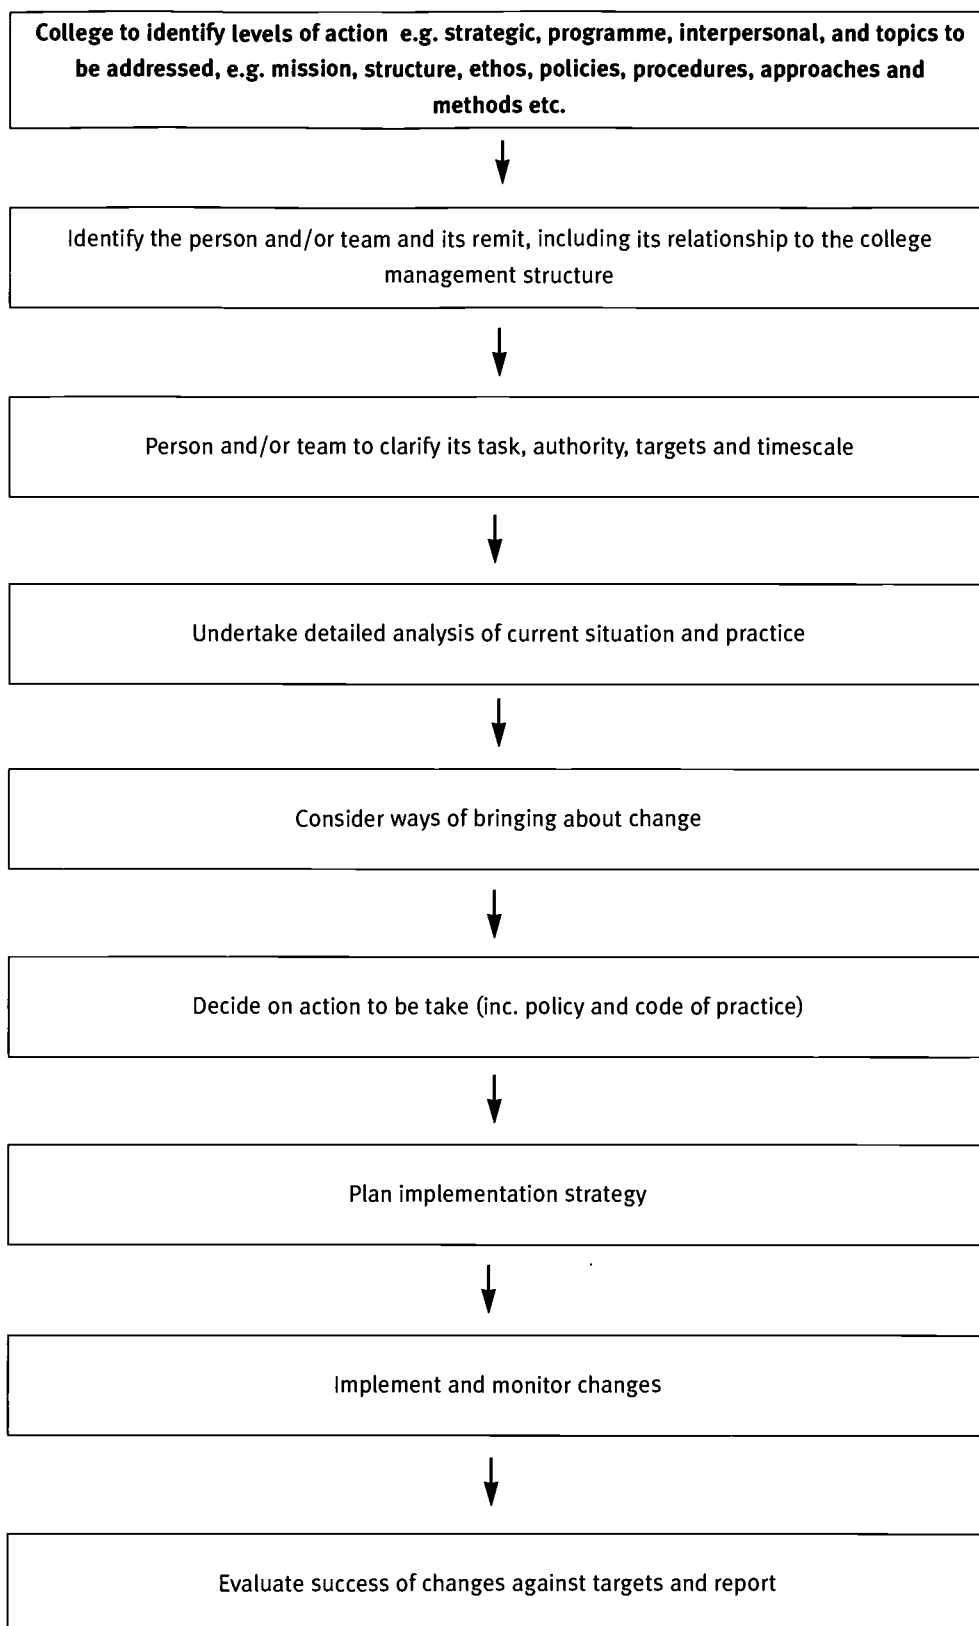 College to identify levels of action e.g. strategic, programme, interpersonal, and topics to
be addressed, e.g. mission, structure, ethos, policies, procedures, approaches and
methods etc.
Identify the person and/or team and its remit, including its relationship to the college
management structure
Person and/or team to clarify its task, authority, targets and timescale
Undertake detailed analysis of current situation and practice
Consider ways of bringing about change
Decide on action to be take (inc. policy and code of practice)
Plan implementation strategy
Implement and monitor changes
Evaluate success of changes against targets and report